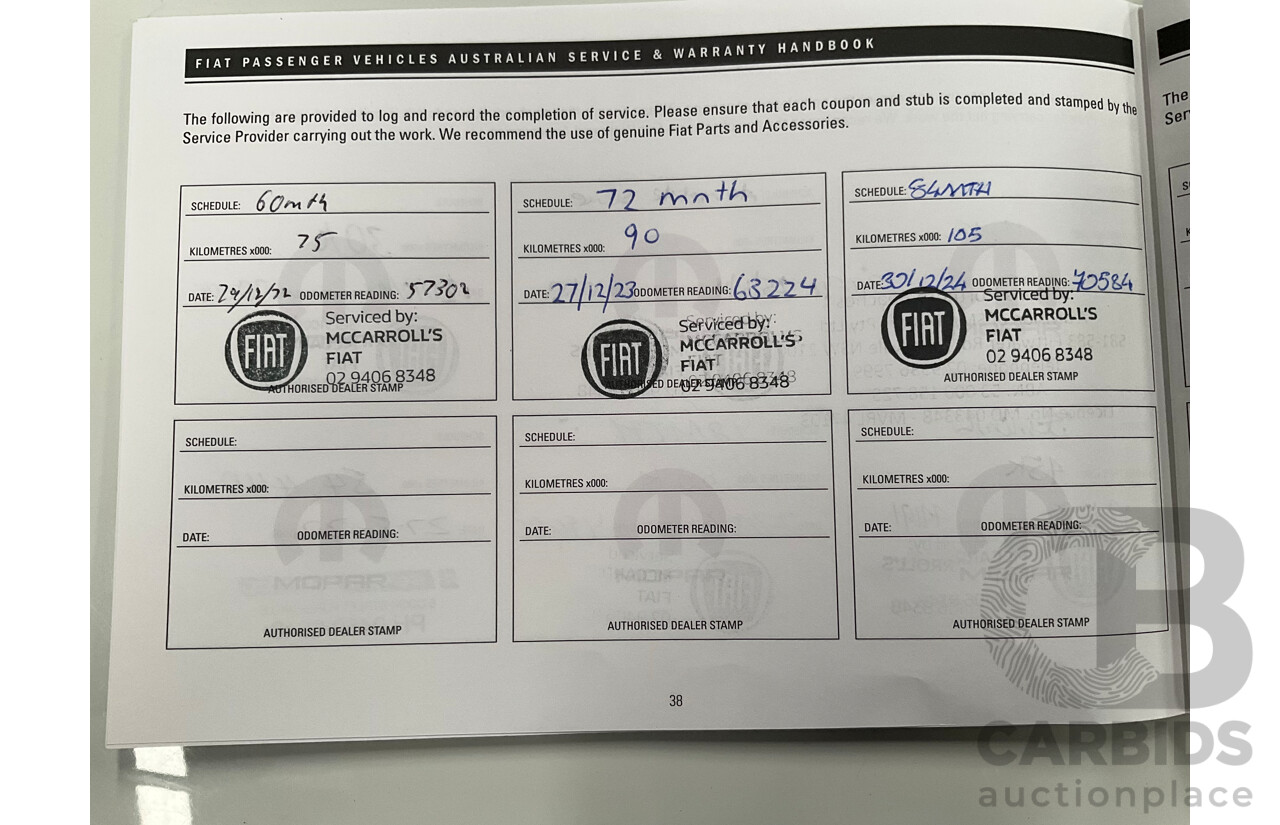 FIAT PASSENGER VEHICLES AUSTRALIAN SERVICE & WARRANTY HANDBOOK
The following are provided to log and record the completion of service. Please ensure that each coupon and stub is completed and stamped by the
Service Provider carrying out the work. We recommend the use of genuine Fiat Parts and Accessories.
SCHEDULE: 60mth
KILOMETRES x000: 75
DATE: 29/12/22 ODOMETER READING: 57302
FIAT
Serviced by:
MCCARROLL'S
FIAT
02 9406 8348
AUTHORISED DEALER STAMP
SCHEDULE: 72 mnth
KILOMETRES x000: 90
DATE: 27/12/23 ODOMETER READING: 63224
FIAT
Serviced by:
MCCARROLL'S
FIAT
02 9406 8348
AUTHORISED DEALER STAMP
SCHEDULE: 84MTH
KILOMETRES x000: 105
DATE: 30/12/24 ODOMETER READING: 70584
FIAT
Serviced by:
MCCARROLL'S
FIAT
02 9406 8348
AUTHORISED DEALER STAMP
SCHEDULE:
KILOMETRES x000:
DATE: ODOMETER READING:
AUTHORISED DEALER STAMP
SCHEDULE:
KILOMETRES x000:
DATE: ODOMETER READING:
AUTHORISED DEALER STAMP
SCHEDULE:
KILOMETRES x000:
DATE: ODOMETER READING:
AUTHORISED DEALER STAMP
38
The
Ser
CB
CARBIDS
auctionplace